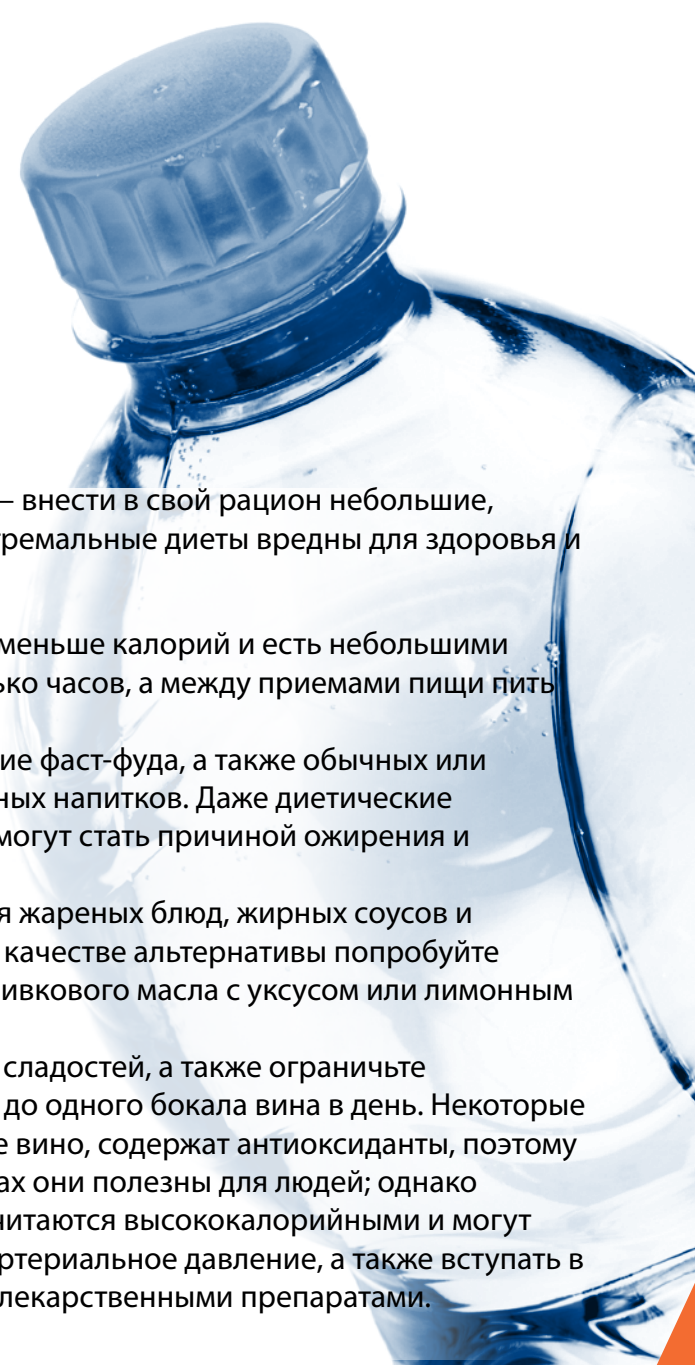 – внести в свой рацион небольшие,
тремальные диеты вредны для здоровья и
меньше калорий и есть небольшими
ько часов, а между приемами пищи пить
ие фаст-фуда, а также обычных или
ных напитков. Даже диетические
могут стать причиной ожирения и
я жареных блюд, жирных соусов и
качестве альтернативы попробуйте
ивкового масла с уксусом или лимонным
сладостей, а также ограничьте
до одного бокала вина в день. Некоторые
е вино, содержат антиоксиданты, поэтому
ах они полезны для людей; однако
читаются высококалорийными и могут
ртериальное давление, а также вступать в
лекарственными препаратами.